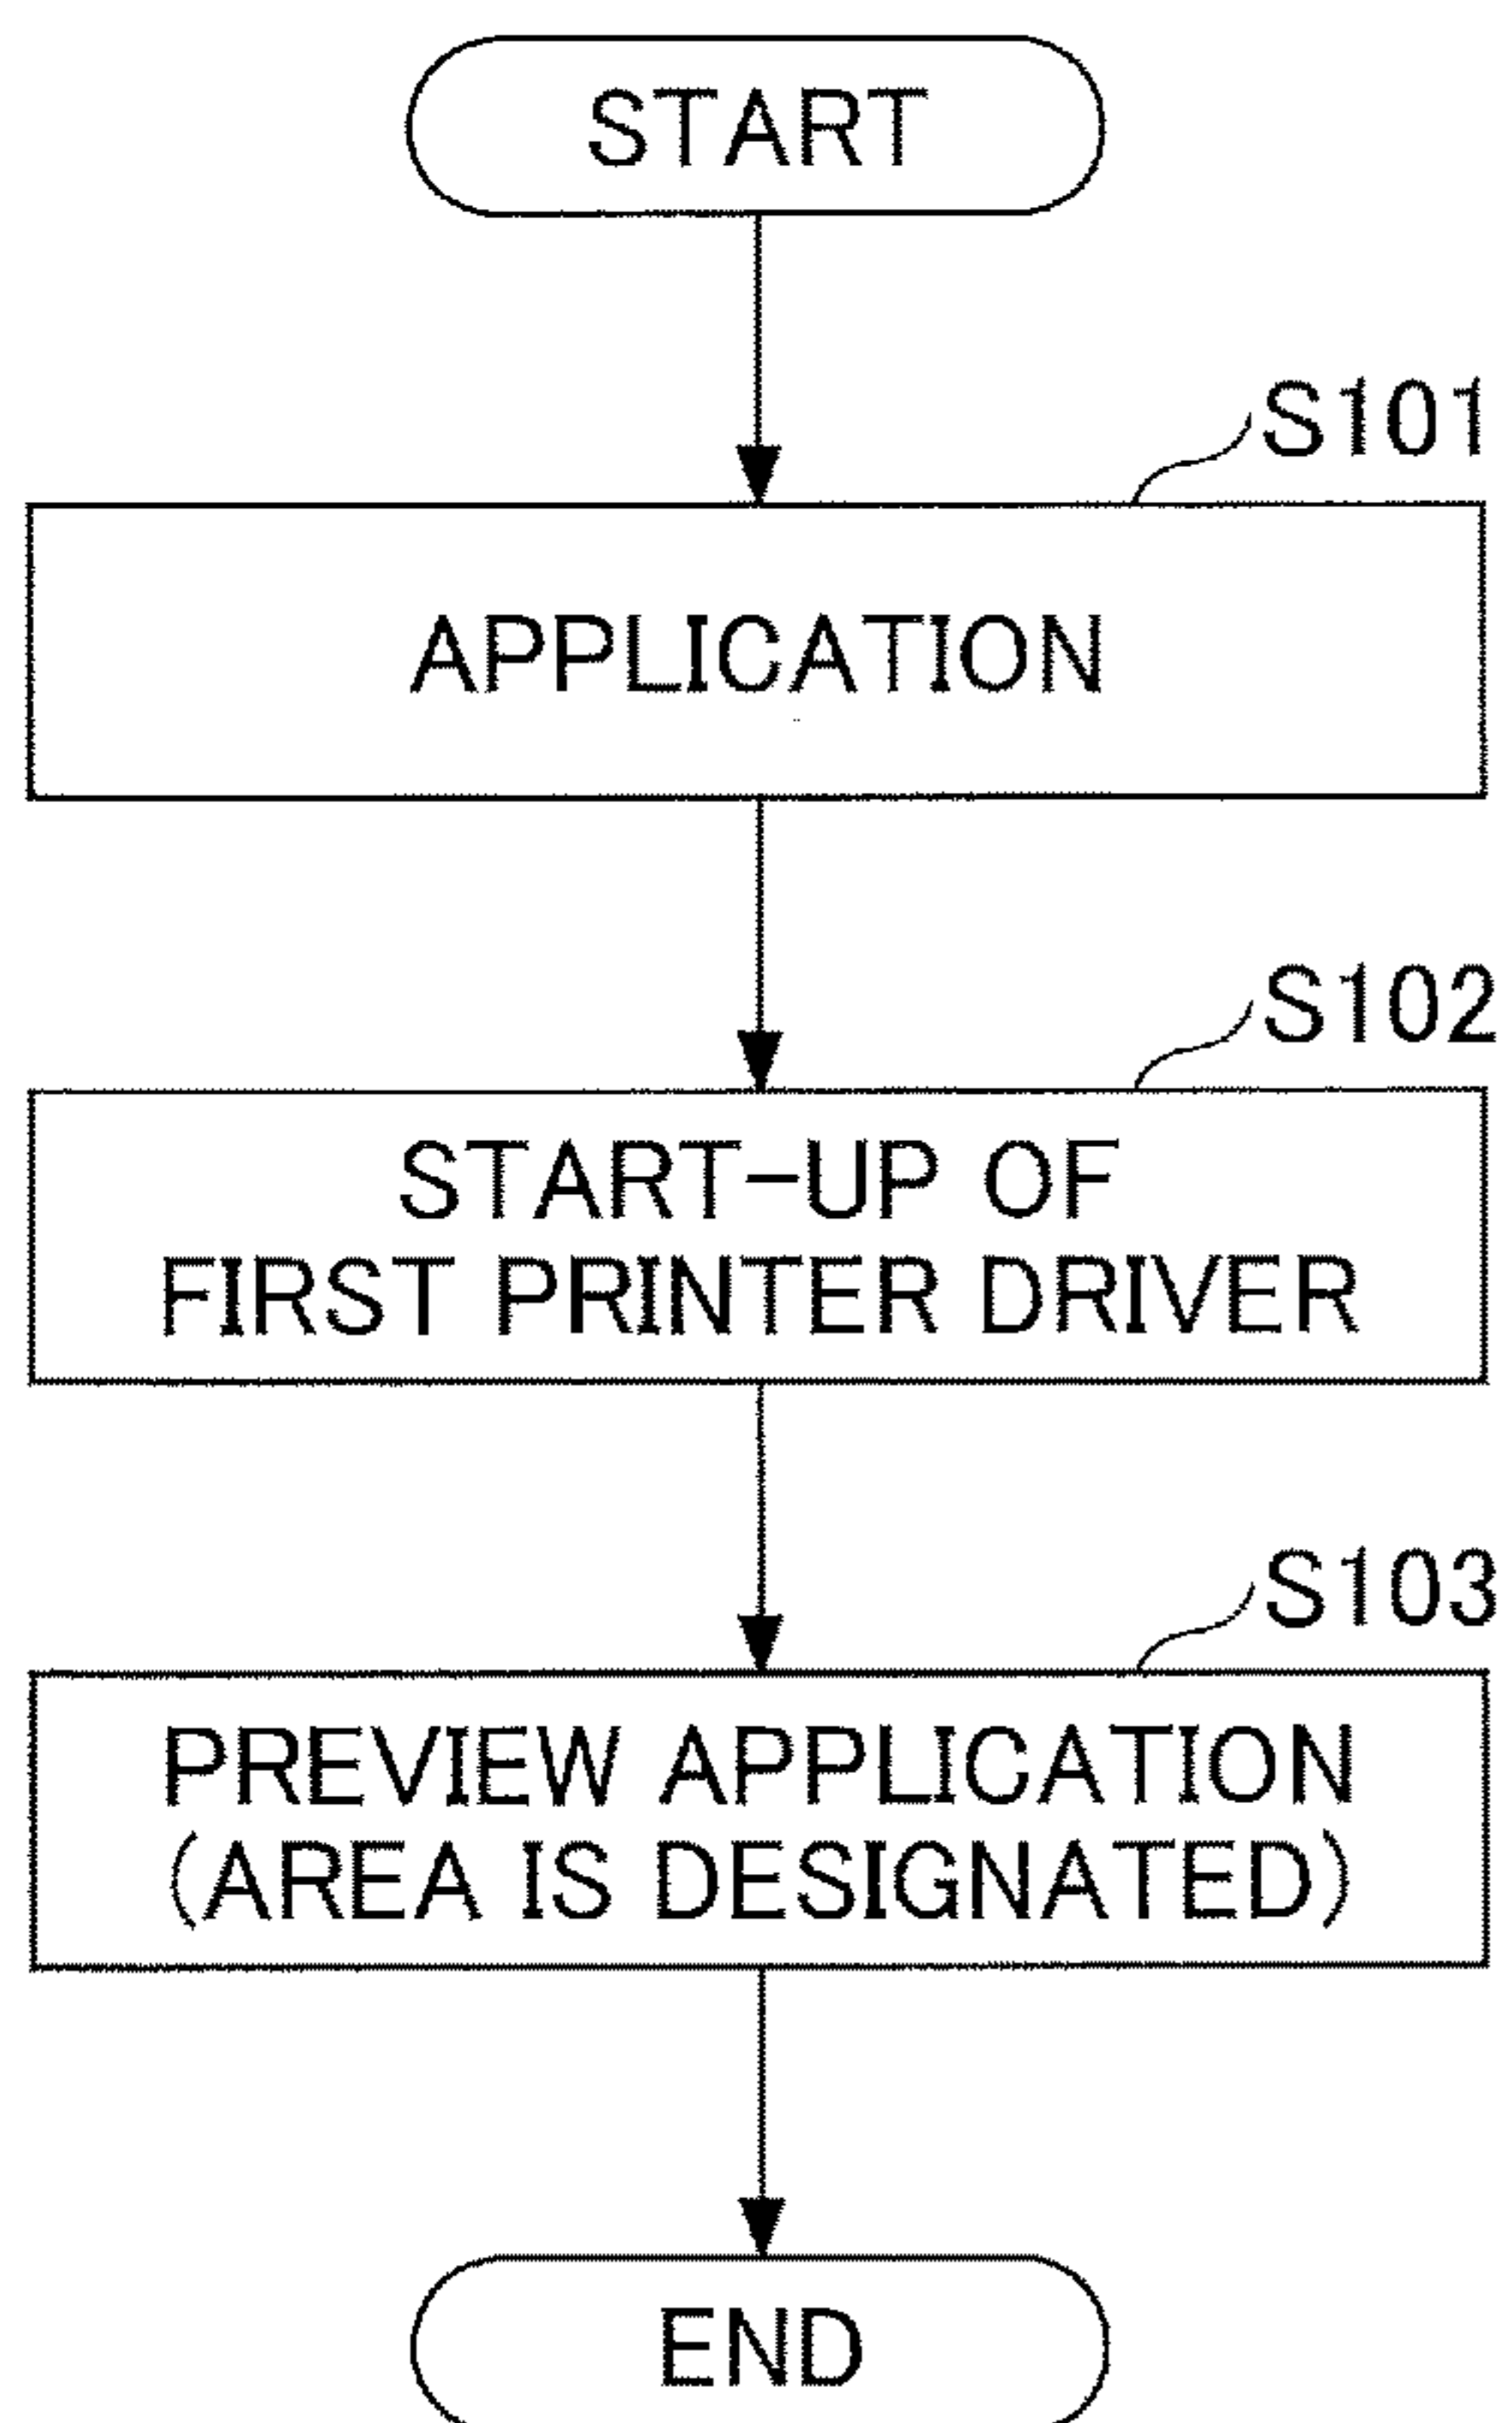 START
S101
APPLICATION
S102
START-UP OF
FIRST PRINTER DRIVER
S103
PREVIEW APPLICATION
(AREA IS DESIGNATED)
END